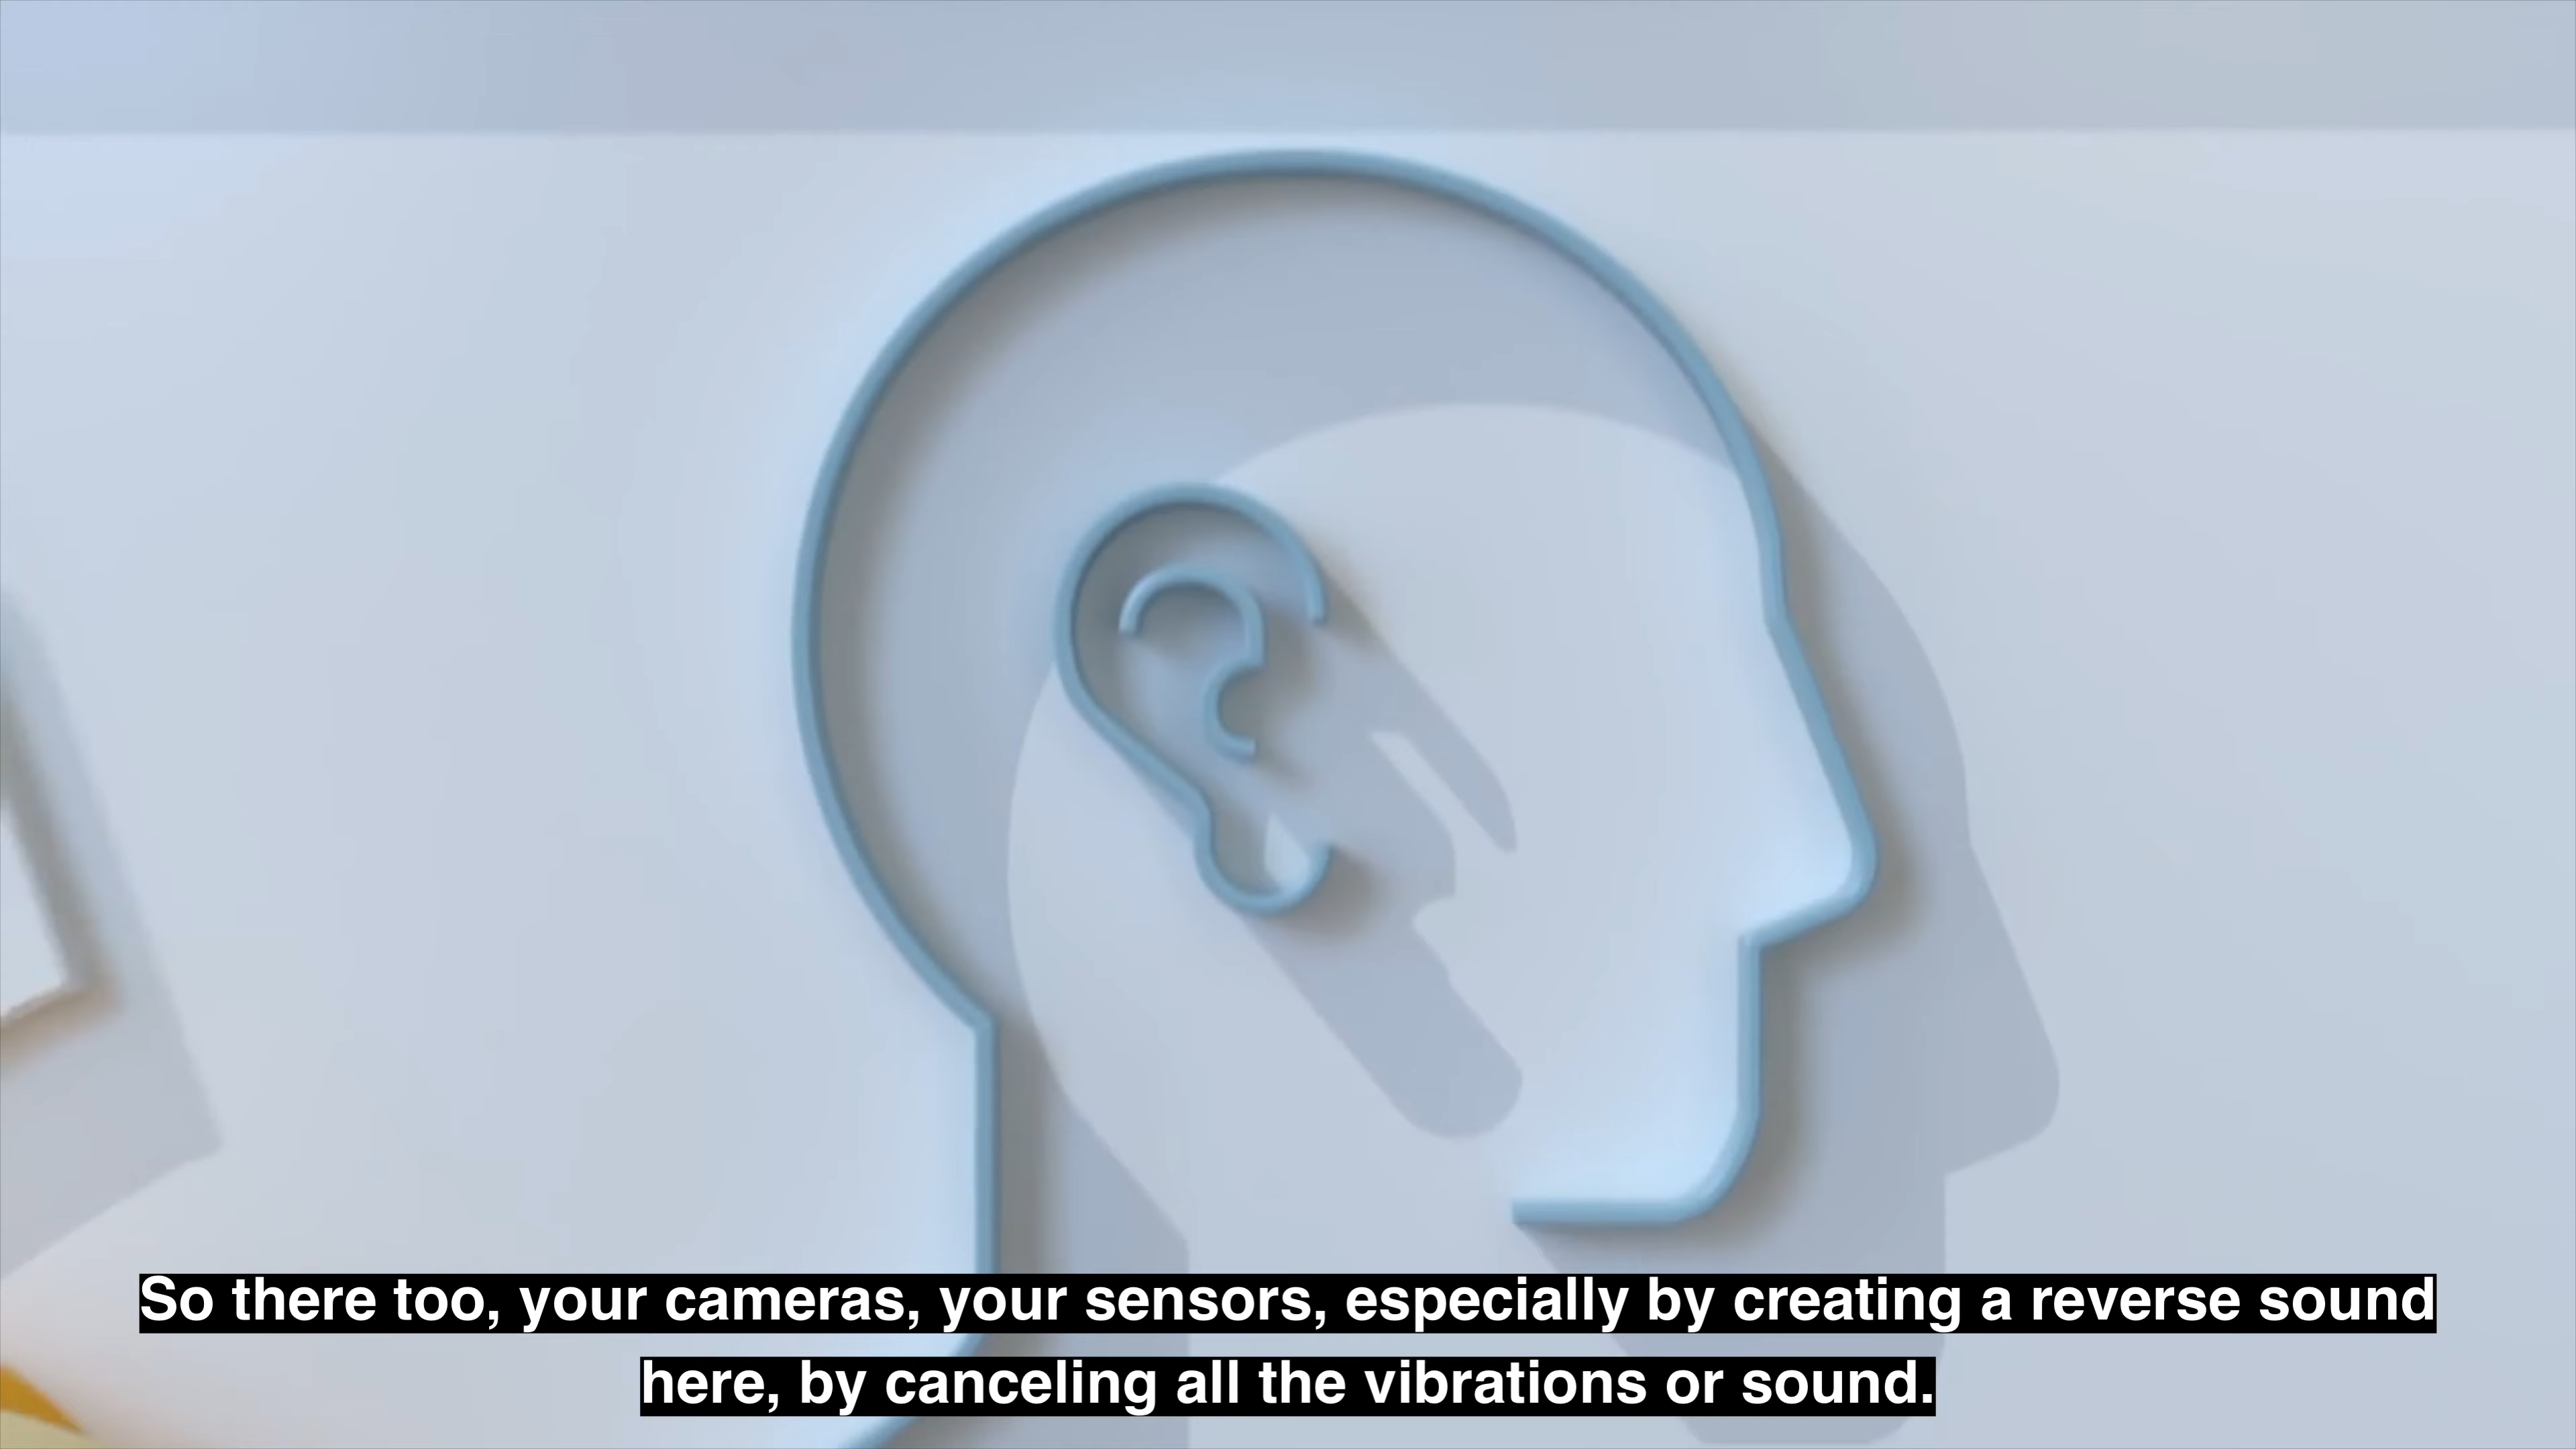 So there too, your cameras, your sensors, especially by creating a reverse sound
here, by canceling all the vibrations or sound.